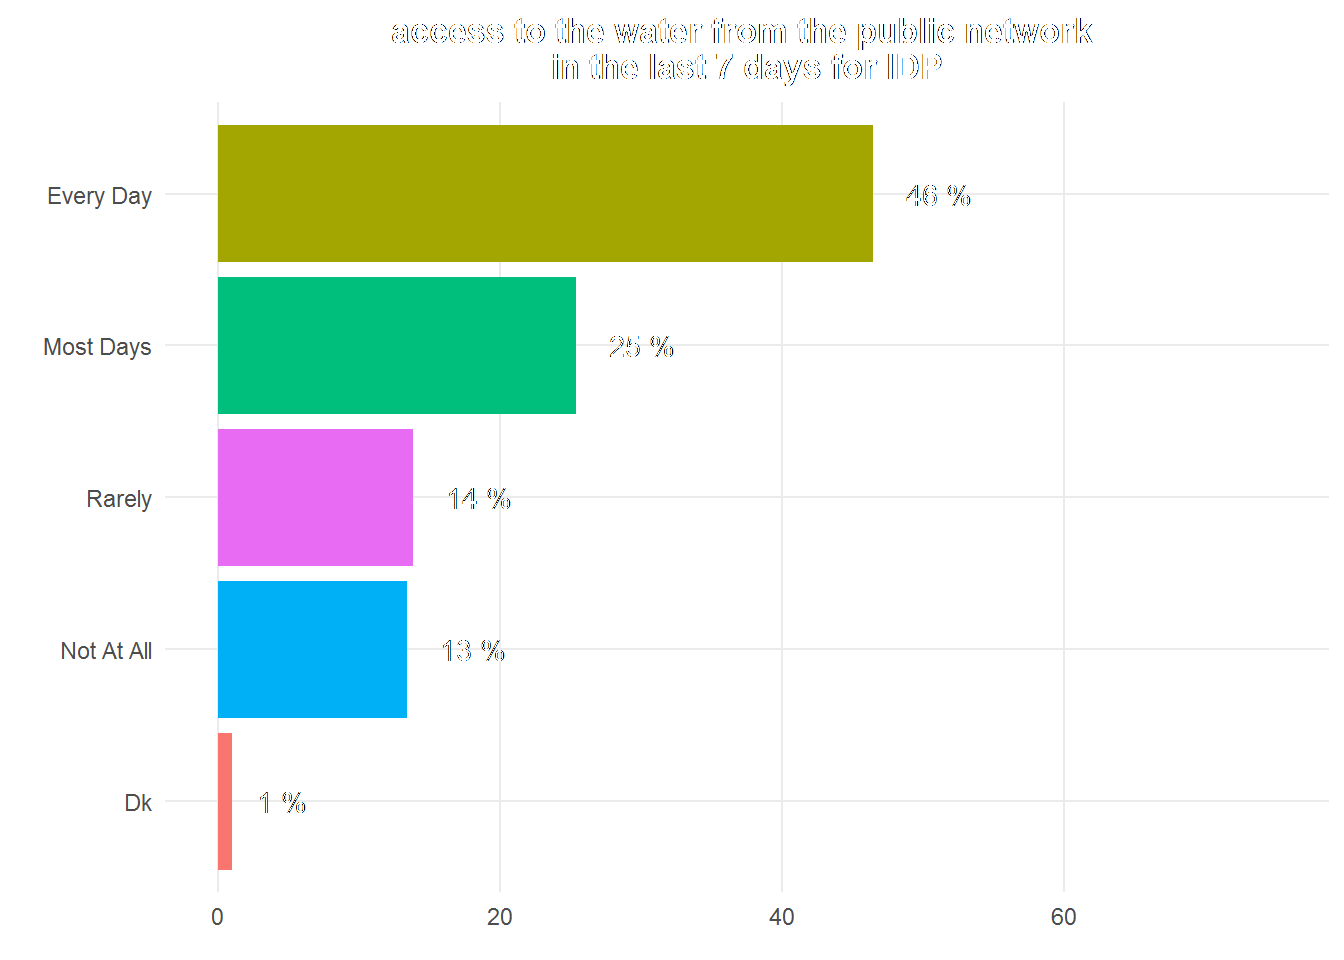 access to the water from the public network
in the last 7 days for IDP
Every Day
46 %
Most Days
25 %
Rarely
14 %
Not At All
13 %
Dk
1 %
0
20
40
60